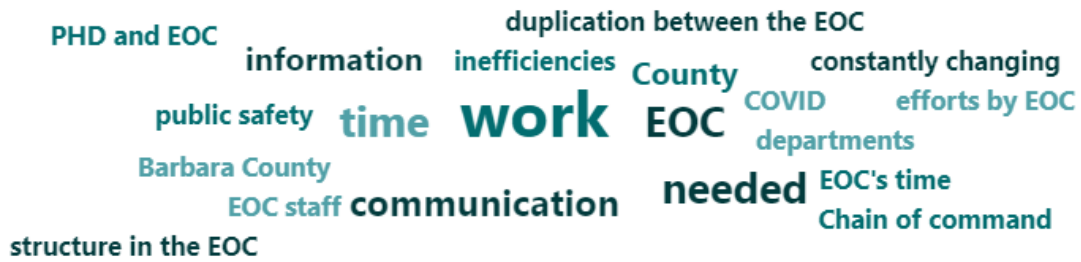 duplication between the EOC
PHD and EOC
information
inefficiencies
County
constantly changing
public safety
time
work
EOC
COVID
efforts by EOC
departments
Barbara County
needed
EOC's time
EOC staff
communication
Chain of command
structure in the EOC